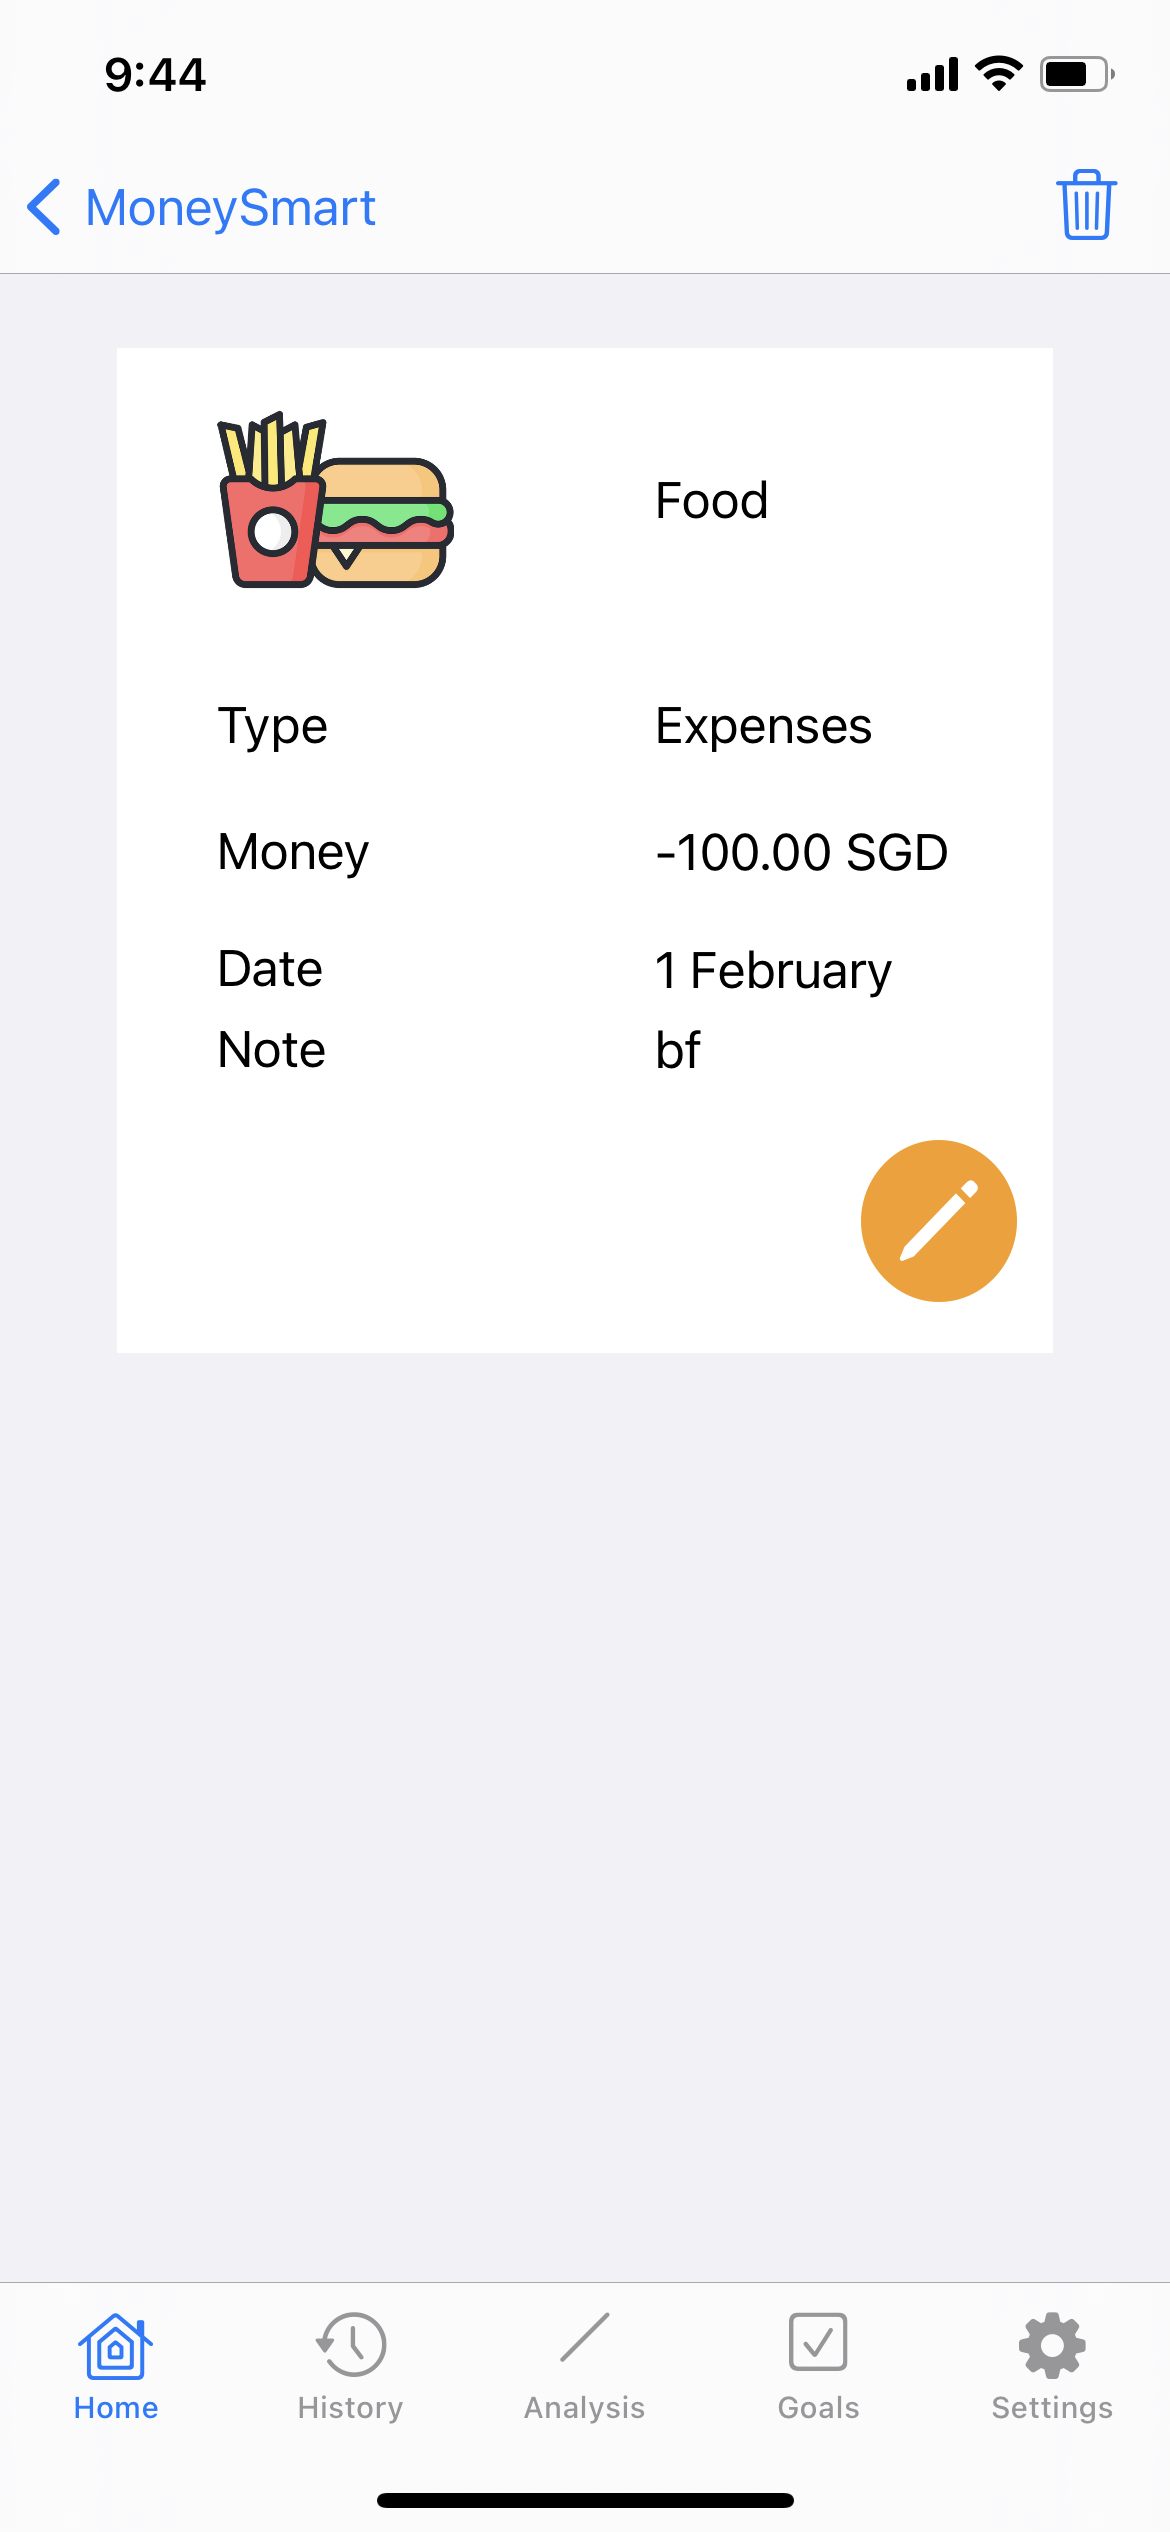 9:44
MoneySmart
Food
Type Expenses
Money -100.00 SGD
Date 1 February
Note bf
Home History Analysis Goals Settings